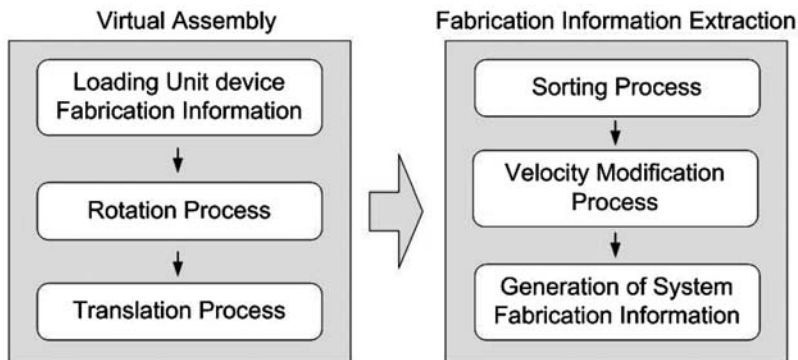 Virtual Assembly
Loading Unit device
Fabrication Information
Rotation Process
Translation Process
Fabrication Information Extraction
Sorting Process
Velocity Modification
Process
Generation of System
Fabrication Information